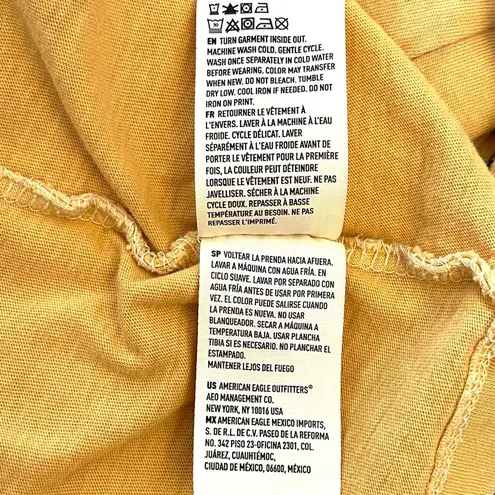 EN TURN GARMENT INSIDE OUT.
MACHINE WASH COLD. GENTLE CYCLE.
WASH ONCE SEPARATELY IN COLD WATER
BEFORE WEARING. COLOR MAY TRANSFER
WHEN NEW. DO NOT BLEACH. TUMBLE
DRY LOW. COOL IRON IF NEEDED. DO NOT
IRON ON PRINT.
FR RETOURNER LE VÊTEMENT À
L'ENVERS. LAVER À LA MACHINE À L'EAU
FROIDE. CYCLE DÉLICAT. LAVER
SÉPARÉMENT À L'EAU FROIDE AVANT DE
PORTER LE VÊTEMENT POUR LA PREMIÈRE
FOIS, LA COULEUR PEUT DÉTEINDRE
LORSQUE LE VÊTEMENT EST NEUF. NE PAS
JAVELLISER. SÉCHER À LA MACHINE
CYCLE DOUX. REPASSER À BASSE
TEMPÉRATURE AU BESOIN. NE PAS
REPASSER L'IMPRIMÉ.
SP VOLTEAR LA PRENDA HACIA AFUERA.
LAVAR A MÁQUINA CON AGUA FRÍA. EN
CICLO SUAVE. LAVAR POR SEPARADO CON
AGUA FRÍA ANTES DE USAR POR PRIMERA
VEZ. EL COLOR PUEDE SALIRSE CUANDO
LA PRENDA ES NUEVA. NO USAR
BLANQUEADOR. SECAR A MÁQUINA A
TEMPERATURA BAJA. USAR PLANCHA
TIBIA SI ES NECESARIO. NO PLANCHAR EL
ESTAMPADO.
MANTENER LEJOS DEL FUEGO
US AMERICAN EAGLE OUTFITTERS®
AEO MANAGEMENT CO.
NEW YORK, NY 10016 USA
MX AMERICAN EAGLE MEXICO IMPORTS,
S. DE R.L. DE C.V. PASEO DE LA REFORMA
NO. 342 PISO 23-OFICINA 2301, COL.
JUÁREZ, CUAUHTÉMOC,
CIUDAD DE MÉXICO, 06600, MÉXICO